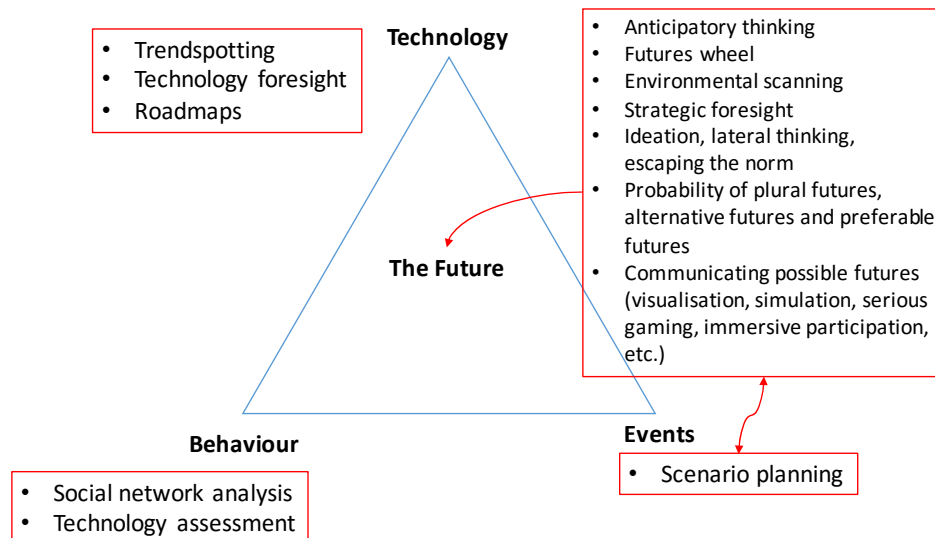 Technology
• Trendspotting
• Technology foresight
• Roadmaps
• Anticipatory thinking
• Futures wheel
• Environmental scanning
• Strategic foresight
• Ideation, lateral thinking,
escaping the norm
• Probability of plural futures,
alternative futures and preferable
futures
• Communicating possible futures
(visualisation, simulation, serious
gaming, immersive participation,
etc.)
The Future
Behaviour
Events
• Social network analysis
• Technology assessment
• Scenario planning